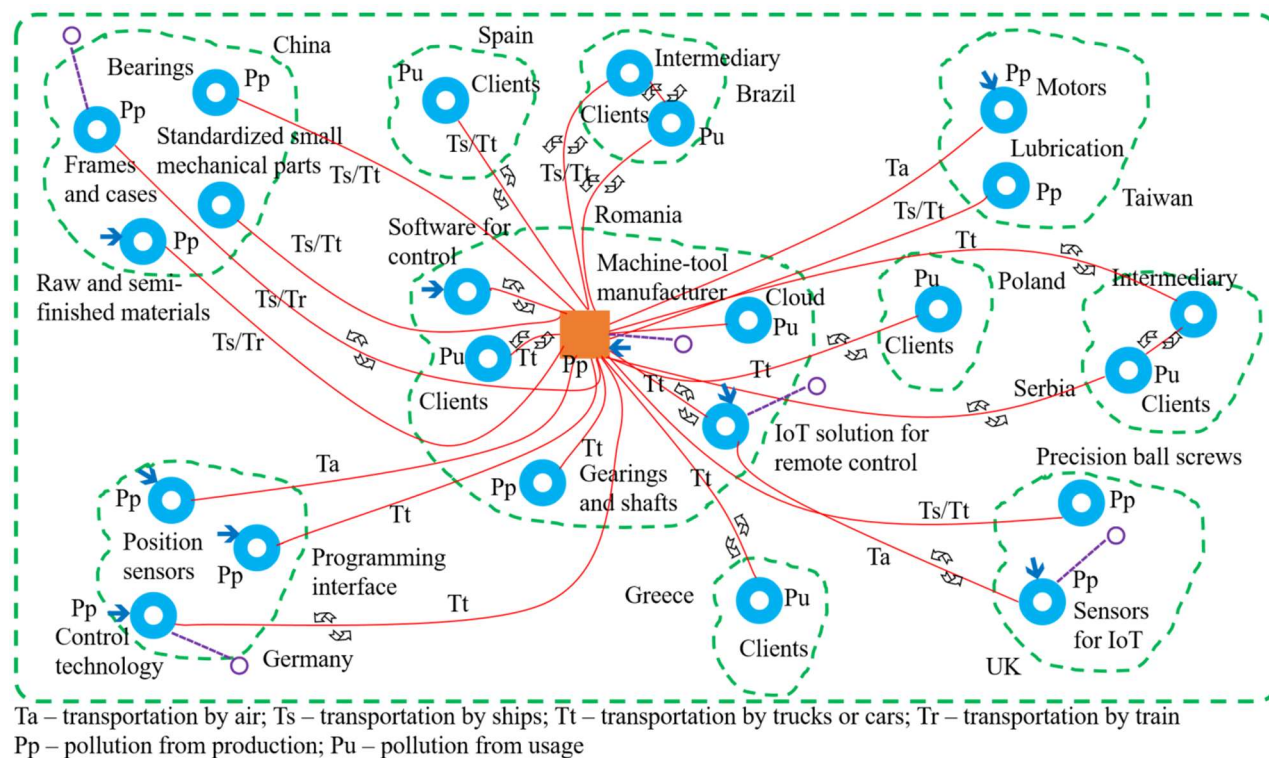 China
Spain
Bearings
Pp
Pp
Standardized small
mechanical parts
Frames
and cases
Pp
Raw and semi-
finished materials
Ts/Tt
Ts/Tt
Ts/Tr
Ts/Tr
Pu
Clients
Ts/Tt
Intermediary
Brazil
Clients
Pu
Ts/Tt
Pp
Motors
Lubrication
Pp
Taiwan
Ta
Ts/Tt
Tt
Romania
Software for
control
Machine-tool
manufacturer
Cloud
Pu
Pu
Tt
Pp
Clients
Tt
IoT solution for
remote control
Tt
Gearings
and shafts
Pp
Pu
Poland
Clients
Tt
Intermediary
Serbia
Pu
Clients
Pp
Position
sensors
Pp
Programming
interface
Pp
Control
technology
Germany
Ta
Tt
Tt
Tt
Greece
Pu
Clients
Precision ball screws
Pp
Ts/Tt
Ta
Pp
Sensors
for IoT
UK
Ta – transportation by air; Ts – transportation by ships; Tt – transportation by trucks or cars; Tr – transportation by train
Pp – pollution from production; Pu – pollution from usage